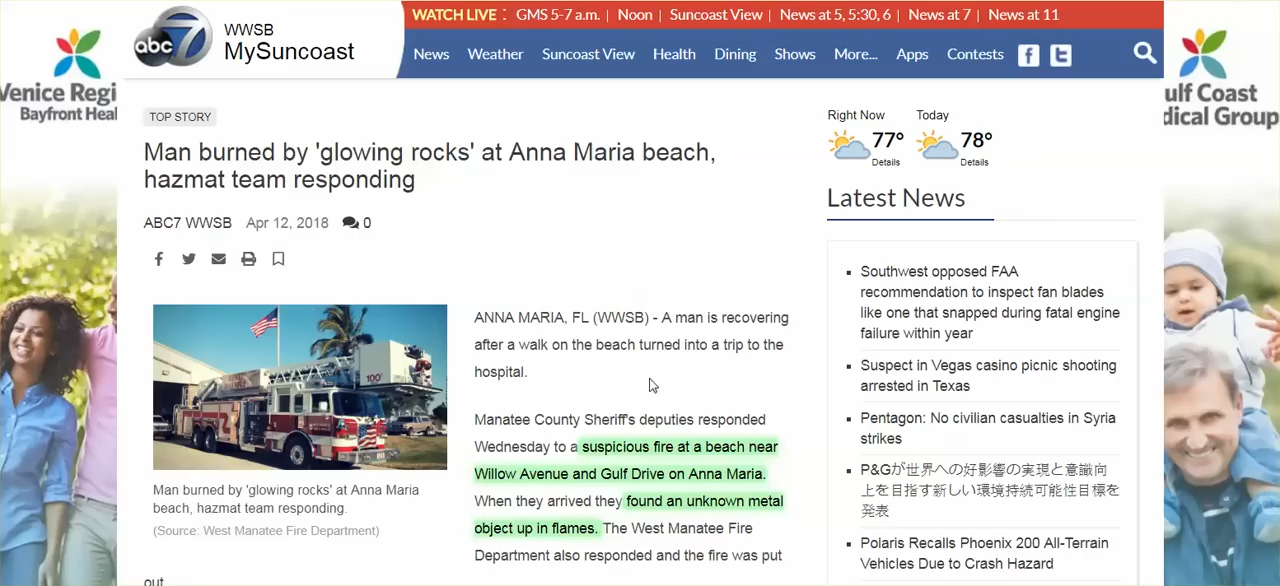 WATCH LIVE : GMS 5-7 a.m. | Noon | Suncoast View | News at 5, 5:30, 6 | News at 7 | News at 11
abc 7
WWSB
MySuncoast
News Weather Suncoast View Health Dining Shows More... Apps Contests
Venice Regi
Bayfront Heal
ulf Coast
dical Group
TOP STORY
Man burned by 'glowing rocks' at Anna Maria beach,
hazmat team responding
ABC7 WWSB Apr 12, 2018 0
ANNA MARIA, FL (WWSB) - A man is recovering
after a walk on the beach turned into a trip to the
hospital.
Manatee County Sheriff's deputies responded
Wednesday to a suspicious fire at a beach near
Willow Avenue and Gulf Drive on Anna Maria.
When they arrived they found an unknown metal
object up in flames. The West Manatee Fire
Department also responded and the fire was put
out
100'
Man burned by 'glowing rocks' at Anna Maria
beach, hazmat team responding.
(Source: West Manatee Fire Department)
Right Now Today
77° 78°
Details Details
Latest News
Southwest opposed FAA
recommendation to inspect fan blades
like one that snapped during fatal engine
failure within year
Suspect in Vegas casino picnic shooting
arrested in Texas
Pentagon: No civilian casualties in Syria
strikes
P&Gが世界への好影響の実現と意識向
上を目指す新しい環境持続可能性目標を
発表
Polaris Recalls Phoenix 200 All-Terrain
Vehicles Due to Crash Hazard